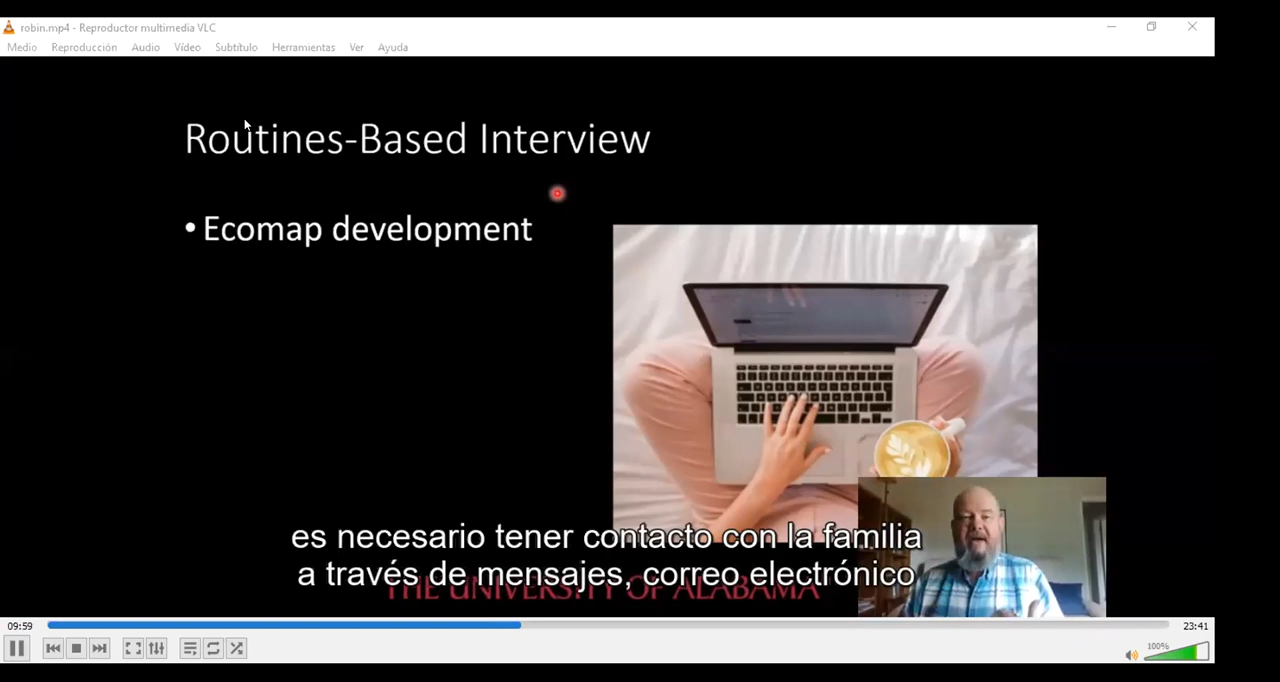 robin.mp4 - Reproductor multimedia VLC
Medio Reproducción Audio Vídeo Subtítulo Herramientas Ver Ayuda
Routines-Based Interview
• Ecomap development
es necesario tener contacto con la familia
a través de mensajes, correo electrónico
THE UNIVERSITY OF ALABAMA
09:59
23:41
100%